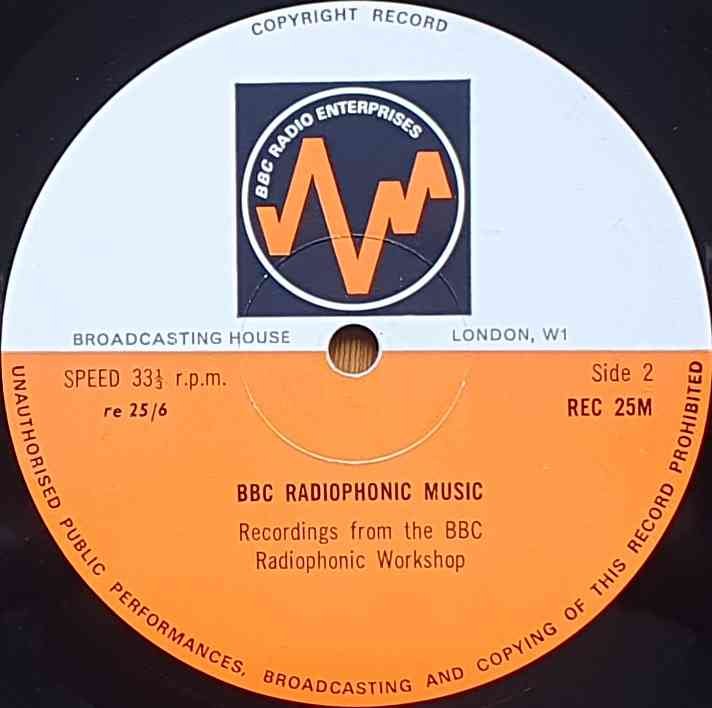 COPYRIGHT RECORD
BBC RADIO ENTERPRISES
BROADCASTING HOUSE
LONDON, W1
SPEED 33⅓ r.p.m.
Side 2
re 25/6
REC 25M
BBC RADIOPHONIC MUSIC
Recordings from the BBC
Radiophonic Workshop
UNAUTHORISED PUBLIC PERFORMANCES, BROADCASTING AND COPYING OF THIS RECORD PROHIBITED